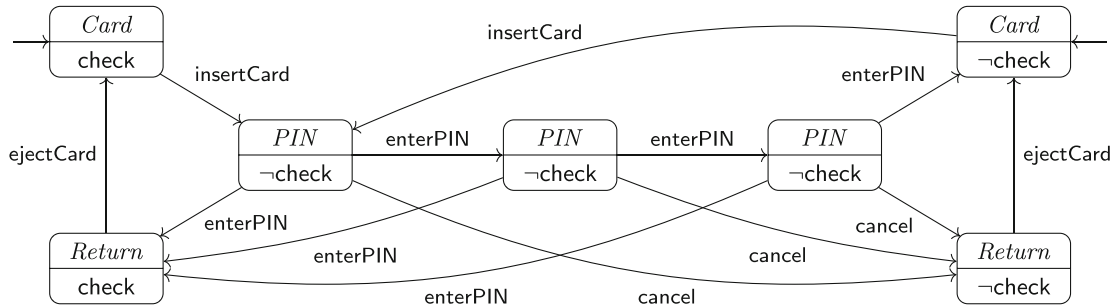 Card
check
insertCard
Card
¬check
insertCard
enterPIN
ejectCard
PIN
¬check
enterPIN
PIN
¬check
enterPIN
PIN
¬check
ejectCard
enterPIN
cancel
Return
check
enterPIN
cancel
Return
¬check
enterPIN
cancel